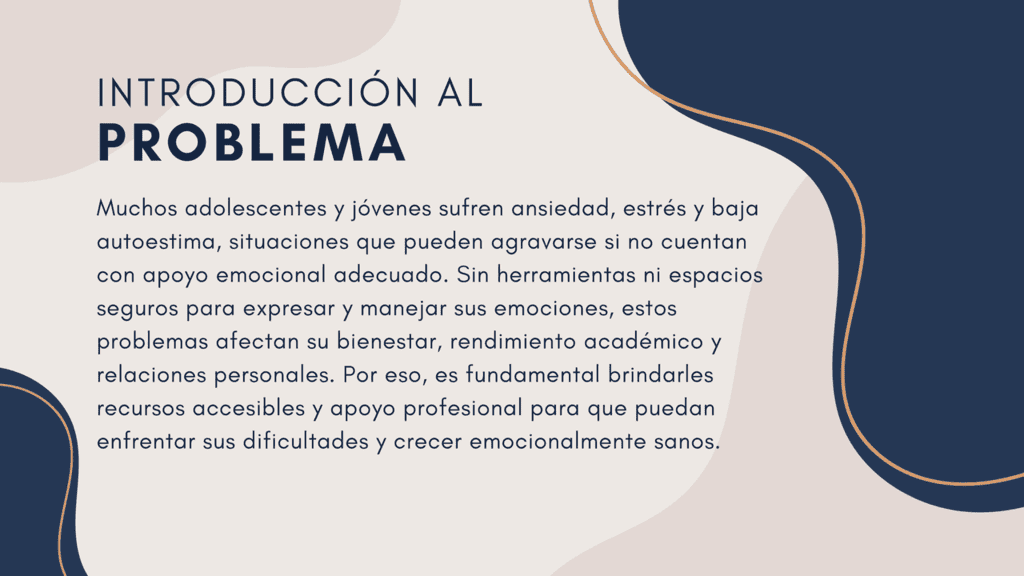 INTRODUCCIÓN AL
PROBLEMA
Muchos adolescentes y jóvenes sufren ansiedad, estrés y baja
autoestima, situaciones que pueden agravarse si no cuentan
con apoyo emocional adecuado. Sin herramientas ni espacios
seguros para expresar y manejar sus emociones, estos
problemas afectan su bienestar, rendimiento académico y
relaciones personales. Por eso, es fundamental brindarles
recursos accesibles y apoyo profesional para que puedan
enfrentar sus dificultades y crecer emocionalmente sanos.